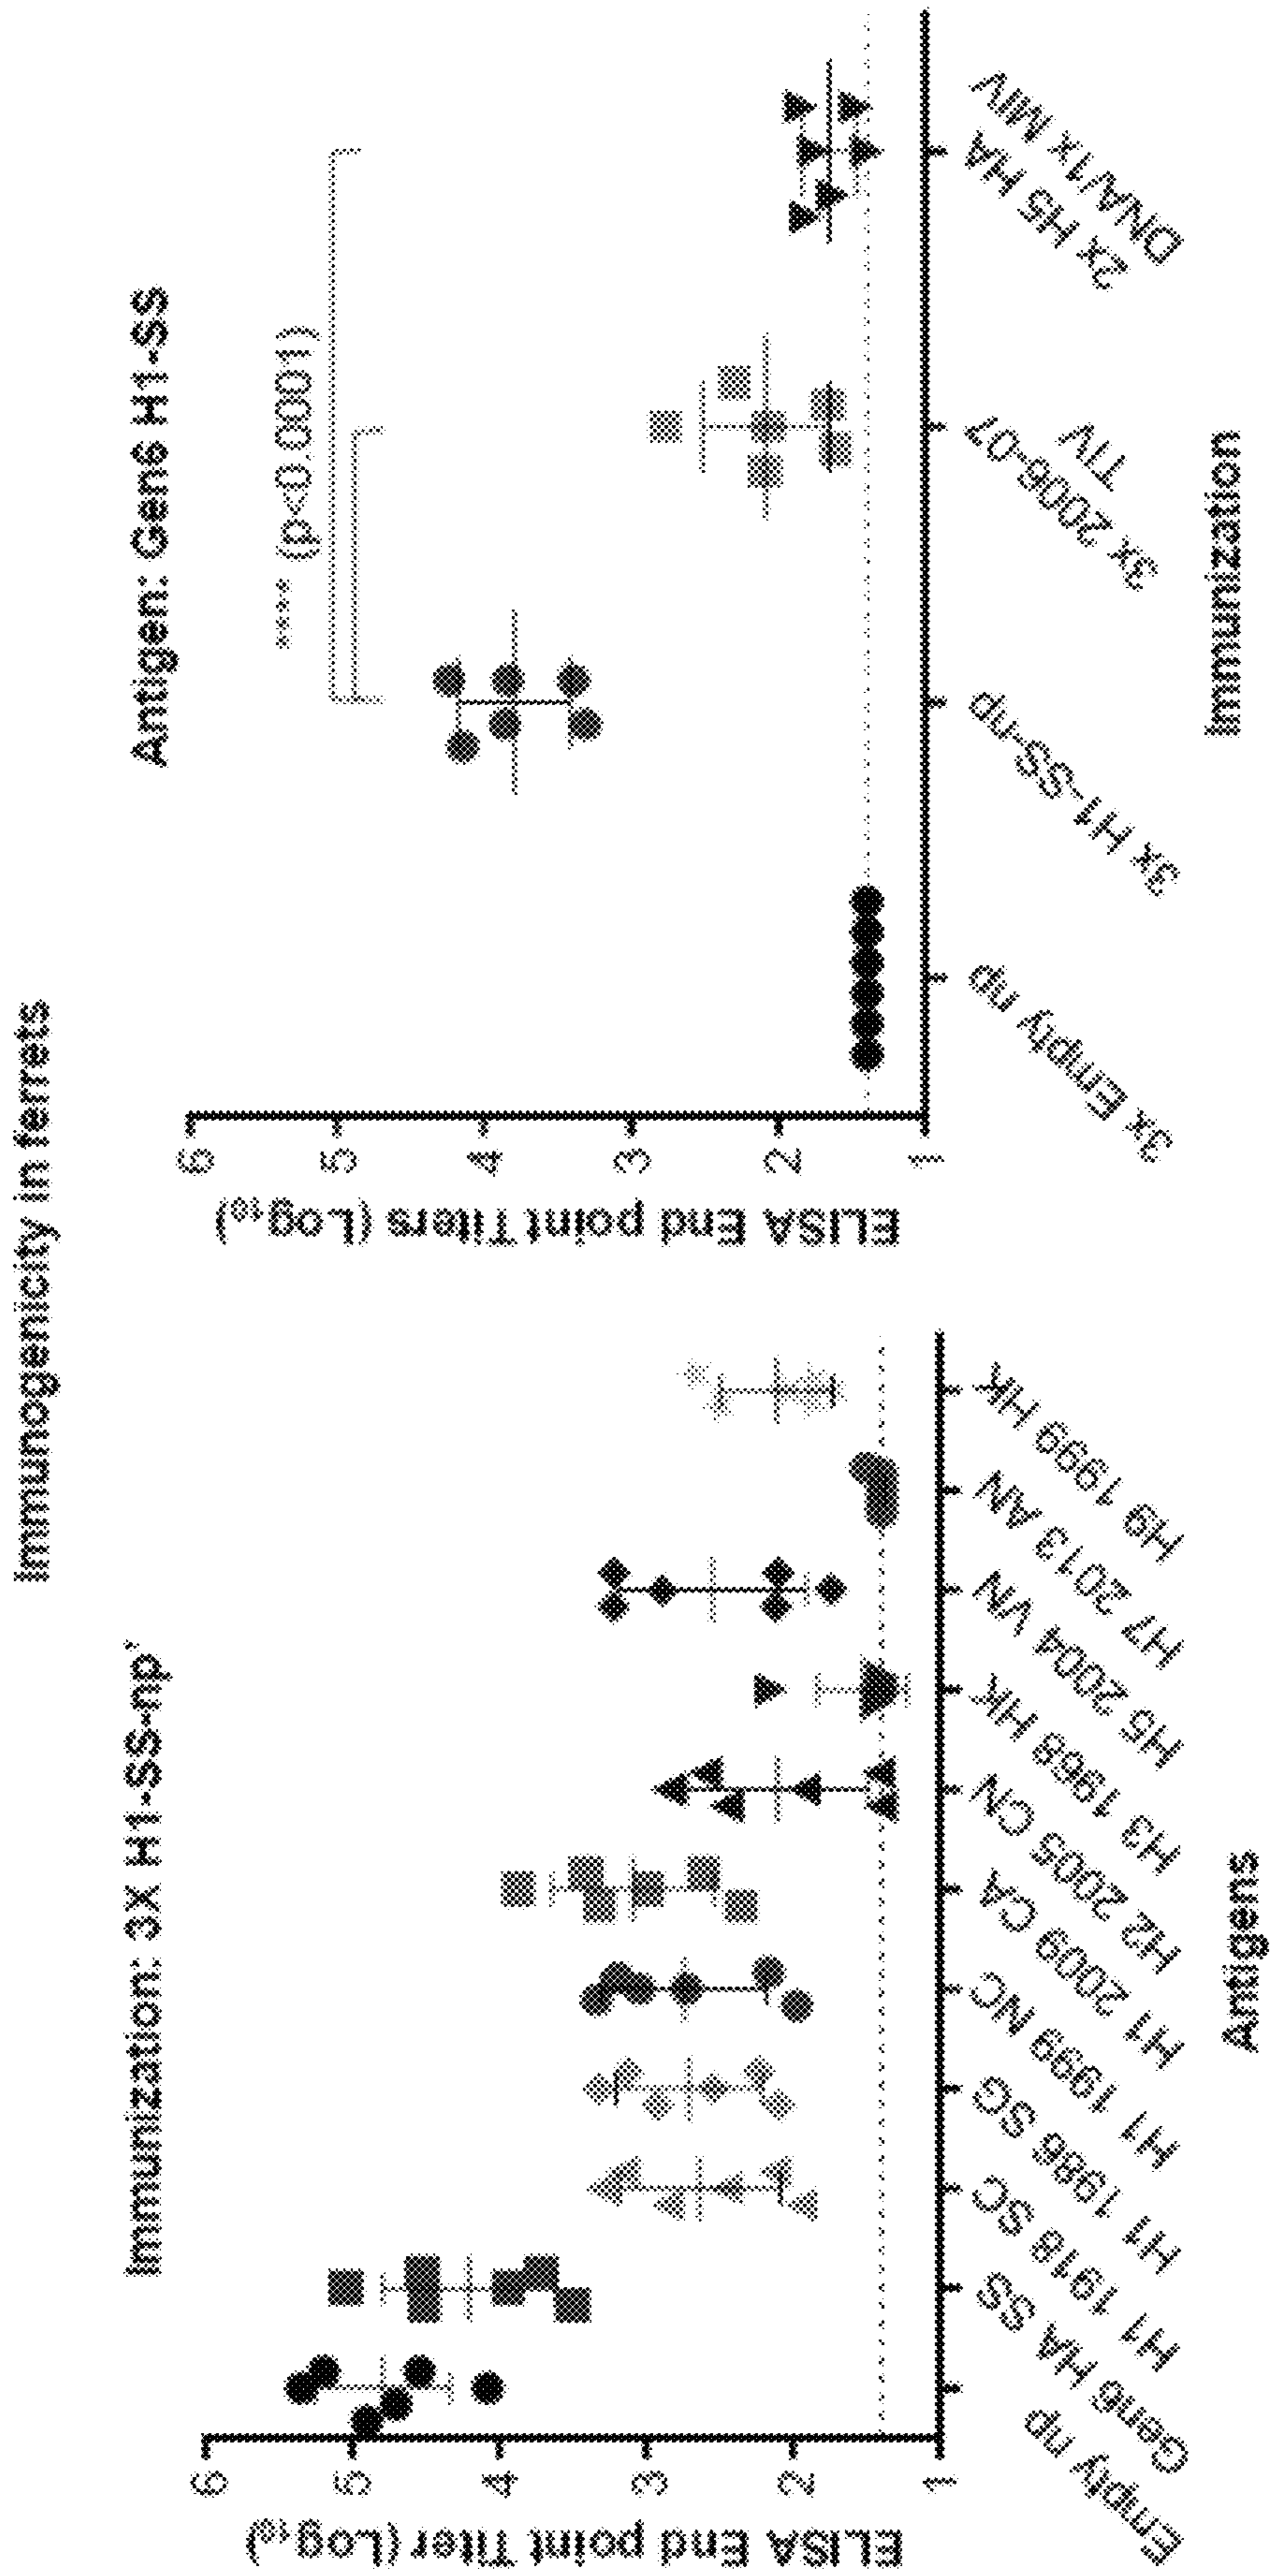 Immunogenicity in ferrets
Immunization: 3X H1-SS-np'
ELISA End point Titer (Log₁₀)
6
5
4
3
2
1
Empty np
Gen6 HA SS
H1 1918 SC
H1 1986 SG
H1 1999 NC
H1 2009 CA
H2 2005 CN
H3 1968 HK
H5 2004 VN
H7 2013 AN
H9 1999 HK
Antigens
Antigen: Gen6 H1-SS
**** (p<0.0001)
ELISA End point Titers (Log₁₀)
6
5
4
3
2
1
3x Empty np
3x H1-SS-np
3x 2006-07
TIV
2x H5 HA
DNA/1x MIV
Immunization